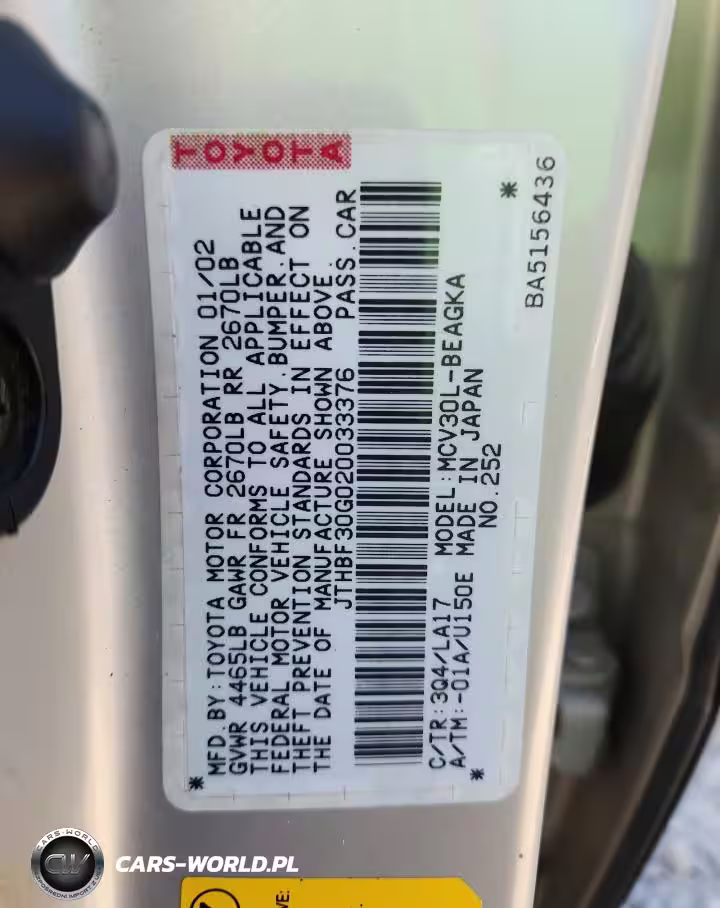 TOYOTA
MFD. BY: TOYOTA MOTOR CORPORATION 01/02
GVWR 4465LB GAWR FR 2670LB RR 2670LB
THIS VEHICLE CONFORMS TO ALL APPLICABLE
FEDERAL MOTOR VEHICLE SAFETY, BUMPER, AND
THEFT PREVENTION STANDARDS IN EFFECT ON
THE DATE OF MANUFACTURE SHOWN ABOVE.
JTHBF30G020033376 PASS. CAR
C/TR: 3Q4/LA17 MODEL: MCV30L-BEAGKA
A/TM: -01A/U150E MADE IN JAPAN
NO. 252
BA5156436
CARS-WORLD
CW
CARS-WORLD.PL